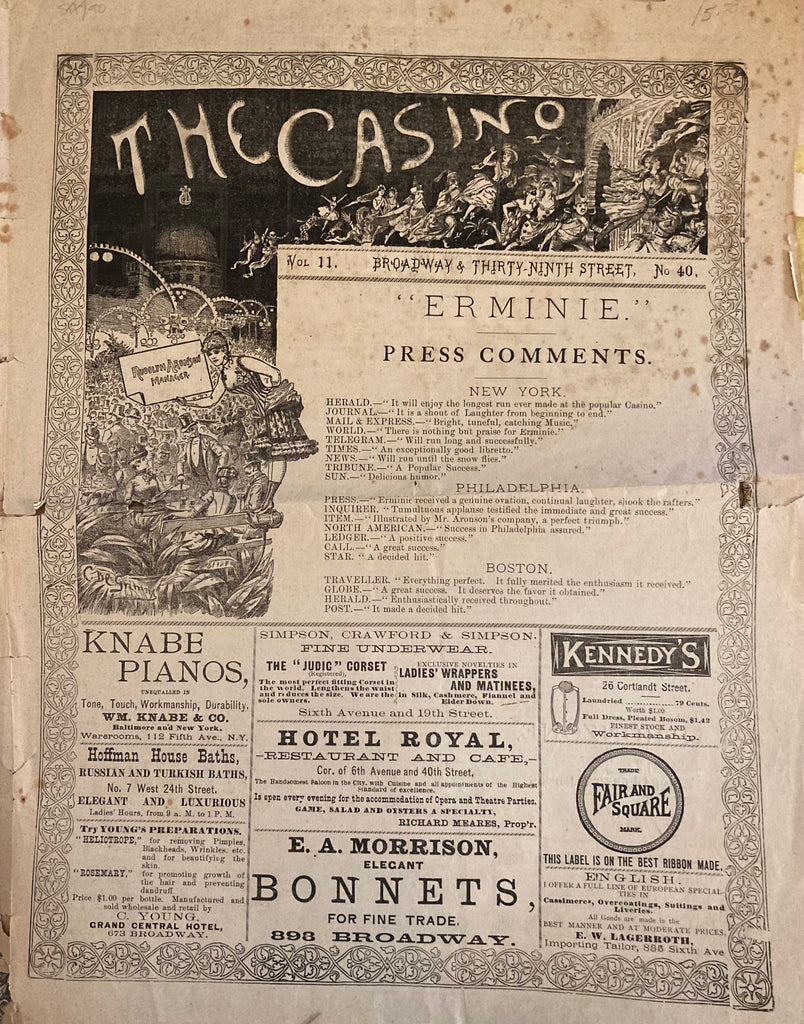 THE CASINO
VOL 11. BROADWAY & THIRTY-NINTH STREET, No 40.
RUDOLPH ARONSON
MANAGER
"ERMINIE."
PRESS COMMENTS.
NEW YORK.
HERALD.—"It will enjoy the longest run ever made at the popular Casino."
JOURNAL.—"It is a shout of Laughter from beginning to end."
MAIL & EXPRESS.—"Bright, tuneful, catching Music."
WORLD.—"There is nothing but praise for Erminie."
TELEGRAM.—"Will run long and successfully."
TIMES.—"An exceptionally good libretto."
NEWS.—"Will run until the snow flies."
TRIBUNE.—"A Popular Success."
SUN.—"Delicious humor."
PHILADELPHIA.
PRESS.—"Erminie received a genuine ovation, continual laughter, shook the rafters."
INQUIRER. "Tumultuous applause testified the immediate and great success."
ITEM.—"Illustrated by Mr. Aronson's company, a perfect triumph."
NORTH AMERICAN.—"Success in Philadelphia assured."
LEDGER.—"A positive success."
CALL.—"A great success."
STAR. "A decided hit."
BOSTON.
TRAVELLER. "Everything perfect. It fully merited the enthusiasm it received."
GLOBE.—"A great success. It deserves the favor it obtained."
HERALD.—"Enthusiastically received throughout."
POST.—"It made a decided hit."
KNABE
PIANOS,
UNEQUALLED IN
Tone, Touch, Workmanship, Durability.
WM. KNABE & CO.
Baltimore and New York.
Warerooms, 112 Fifth Ave., N.Y.
Hoffman House Baths,
RUSSIAN AND TURKISH BATHS,
No. 7 West 24th Street.
ELEGANT AND LUXURIOUS
Ladies' Hours, from 9 A. M. to 1 P. M.
Try YOUNG'S PREPARATIONS.
"HELIOTROPE," for removing Pimples,
Blackheads, Wrinkles, etc.
and for beautifying the
skin.
"ROSEMARY," for promoting growth of
the hair and preventing
dandruff.
Price $1.00 per bottle. Manufactured and
sold wholesale and retail by
C. YOUNG,
GRAND CENTRAL HOTEL,
673 BROADWAY.
SIMPSON, CRAWFORD & SIMPSON.
FINE UNDERWEAR.
THE "JUDIC" CORSET
(Registered),
The most perfect fitting Corset in
the world. Lengthens the waist
and reduces the size. We are the
sole owners.
EXCLUSIVE NOVELTIES IN
LADIES' WRAPPERS
AND MATINEES,
in Silk, Cashmere, Flannel and
Elder Down.
Sixth Avenue and 19th Street.
HOTEL ROYAL,
—RESTAURANT AND CAFE,—
Cor. of 6th Avenue and 40th Street,
The Handsomest Saloon in the City, with Cuisine and all appointments of the Highest
Standard of excellence.
Is open every evening for the accommodation of Opera and Theatre Parties.
GAME, SALAD AND OYSTERS A SPECIALTY,
RICHARD MEARES, Prop'r.
E. A. MORRISON,
ELEGANT
BONNETS,
FOR FINE TRADE,
893 BROADWAY.
KENNEDY'S
26 Cortlandt Street.
Laundried .............. 79 Cents.
Worth $1.00
Full Dress, Pleated Bosom, $1.42
FINEST STOCK AND
Workmanship.
TRADE
FAIR AND
SQUARE
MARK.
THIS LABEL IS ON THE BEST RIBBON MADE.
ENGLISH.
I OFFER A FULL LINE OF EUROPEAN SPECIAL-
TIES IN
Cassimeres, Overcoatings, Suitings and
Liveries.
All Goods are made in the
BEST MANNER AND AT MODERATE PRICES.
E. W. LAGERROTH,
Importing Tailor, 885 Sixth Ave